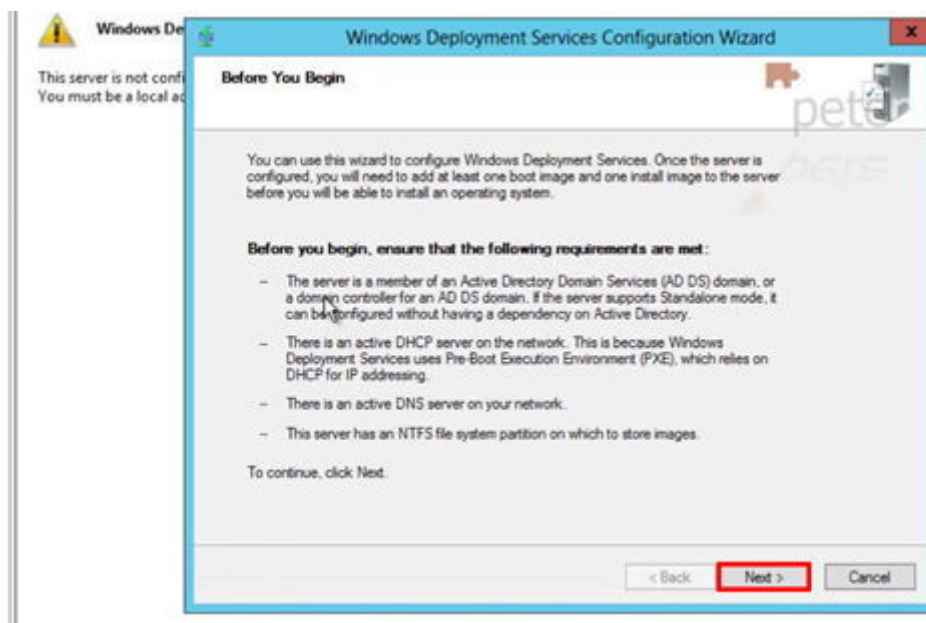 Windows De
This server is not confi
You must be a local ad
Windows Deployment Services Configuration Wizard
Before You Begin
You can use this wizard to configure Windows Deployment Services. Once the server is
configured, you will need to add at least one boot image and one install image to the server
before you will be able to install an operating system.
Before you begin, ensure that the following requirements are met:
– The server is a member of an Active Directory Domain Services (AD DS) domain, or
a domain controller for an AD DS domain. If the server supports Standalone mode, it
can be configured without having a dependency on Active Directory.
– There is an active DHCP server on the network. This is because Windows
Deployment Services uses Pre-Boot Execution Environment (PXE), which relies on
DHCP for IP addressing.
– There is an active DNS server on your network.
– This server has an NTFS file system partition on which to store images.
To continue, click Next.
< Back
Next >
Cancel